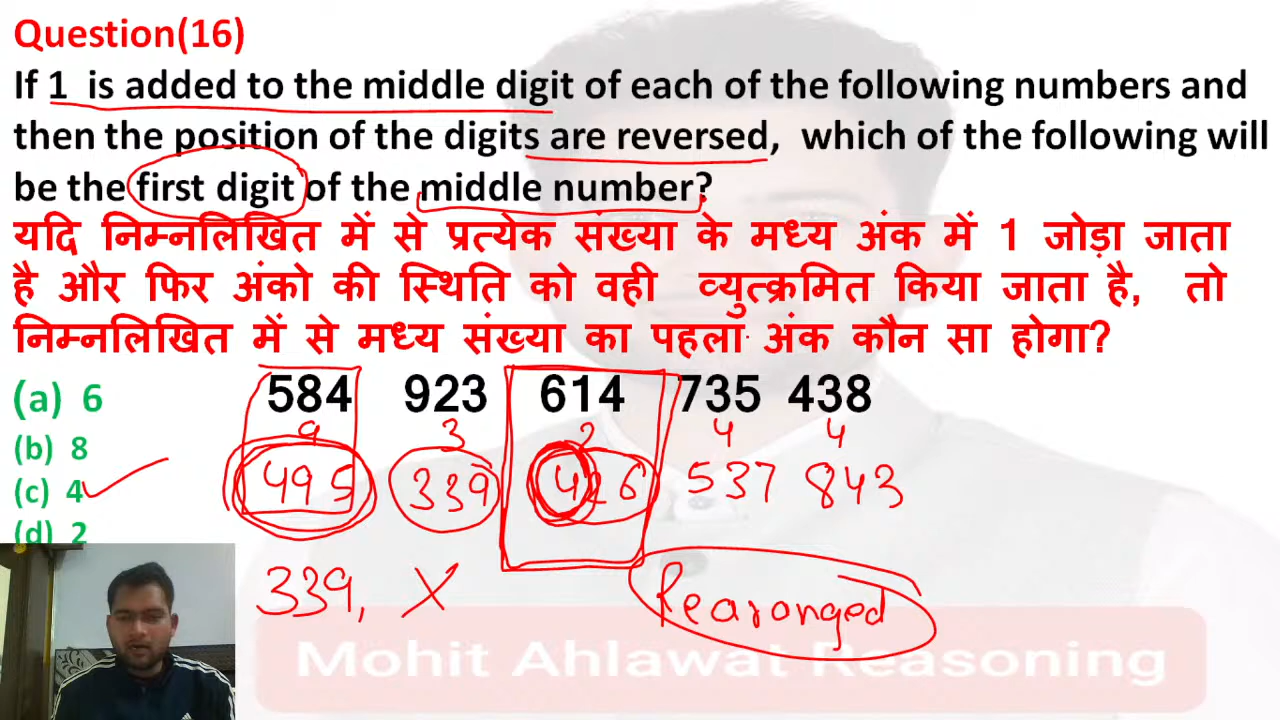 Question(16)
If 1 is added to the middle digit of each of the following numbers and
then the position of the digits are reversed, which of the following will
be the first digit of the middle number?
यदि निम्नलिखित में से प्रत्येक संख्या के मध्य अंक में 1 जोड़ा जाता
है और फिर अंको की स्थिति को वही व्युत्क्रमित किया जाता है, तो
निम्नलिखित में से मध्य संख्या का पहला अंक कौन सा होगा?
(a) 6 584 923 614 735 438
9 3 2 4 4
(b) 8
(c) 4 495 339 426 537 843
(d) 2
339, X Rearonged
Mohit Ahlawat Reasoning